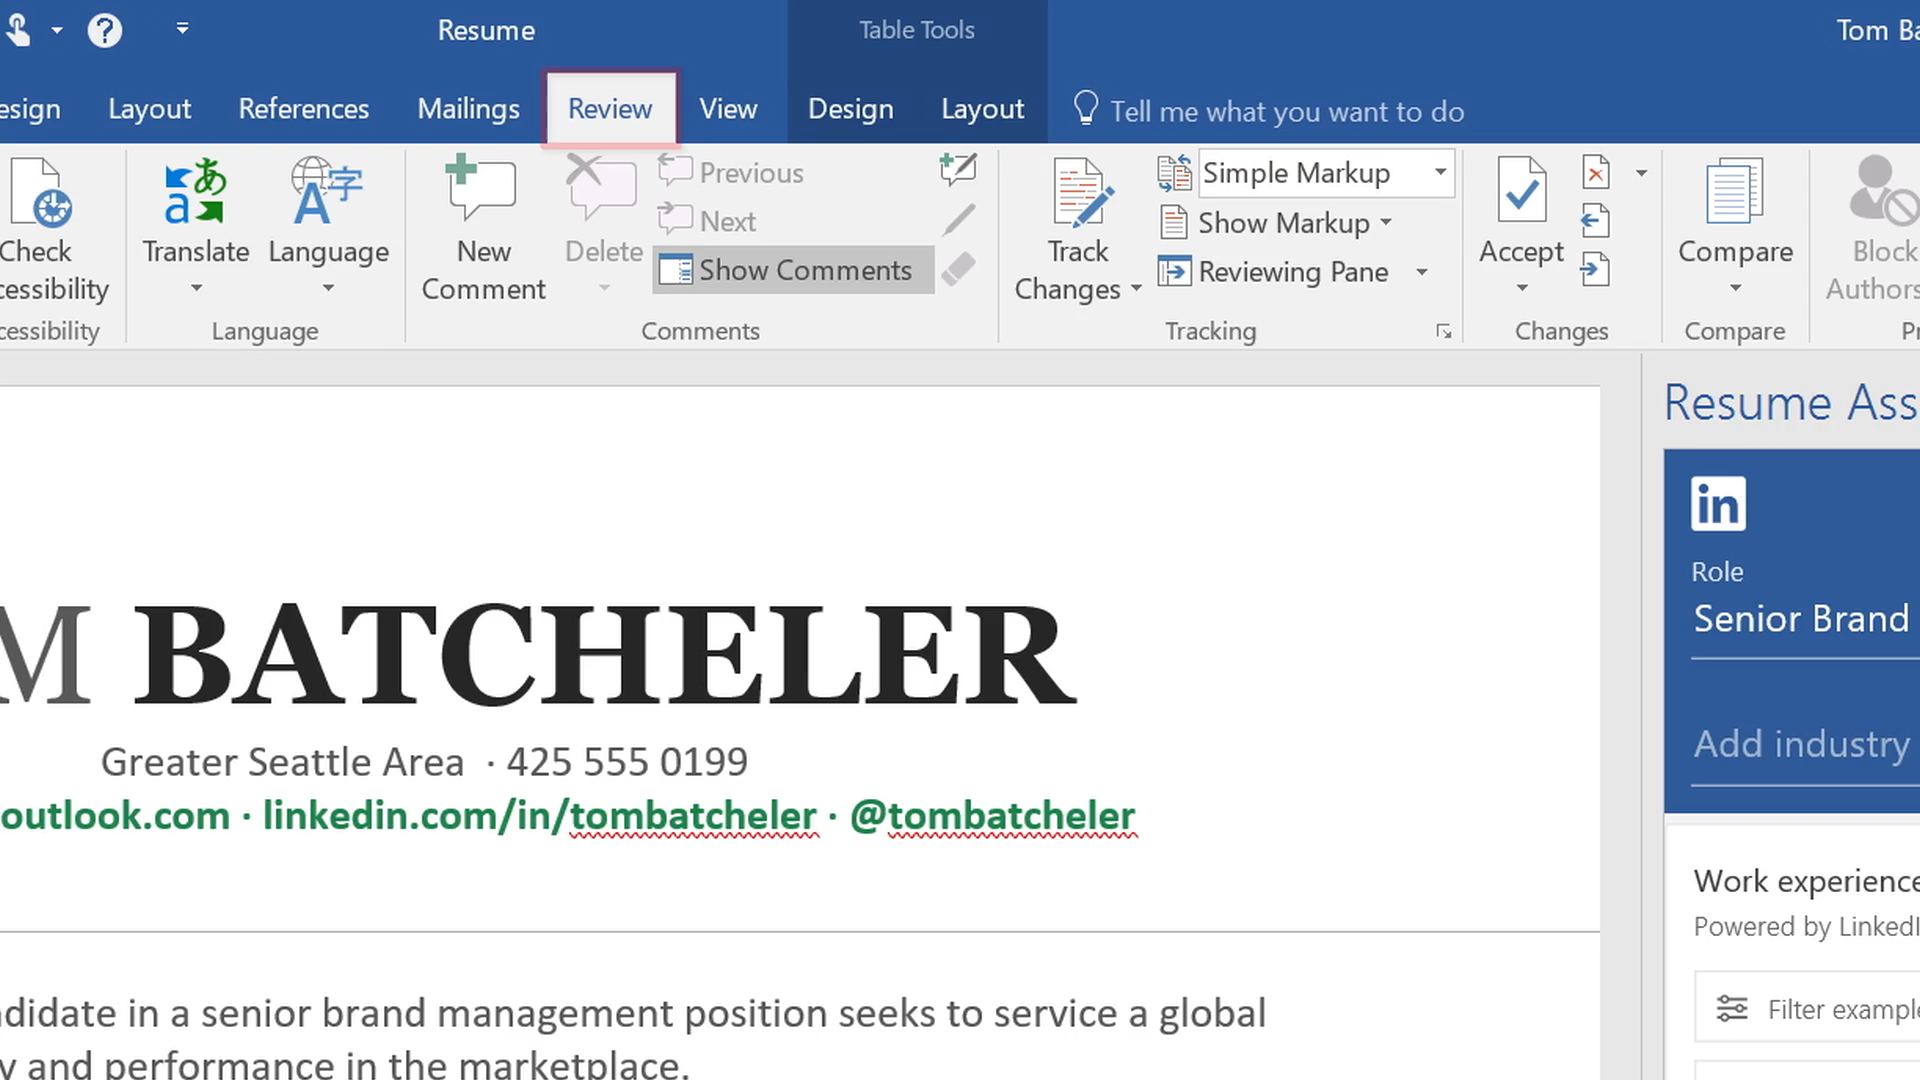 Resume Table Tools Tom Ba
esign Layout References Mailings Review View Design Layout Tell me what you want to do
Check
cessibility
cessibility
Translate
Language
Language
New
Comment
Delete
Previous
Next
Show Comments
Comments
Track
Changes
Simple Markup
Show Markup
Reviewing Pane
Tracking
Accept
Changes
Compare
Compare
Block
Authors
Pr
M BATCHELER
Greater Seattle Area · 425 555 0199
outlook.com · linkedin.com/in/tombatcheler · @tombatcheler
ndidate in a senior brand management position seeks to service a global
y and performance in the marketplace.
Resume Ass
in
Role
Senior Brand
Add industry
Work experience
Powered by LinkedI
Filter example